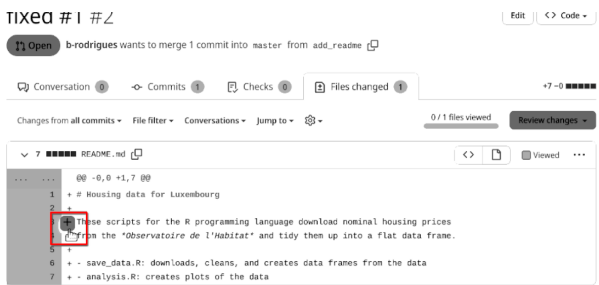 fixed #1 #2
Edit
<> Code
Open
b-rodrigues wants to merge 1 commit into master from add_readme
Conversation 0
Commits 1
Checks 0
Files changed 1
+7 −0
Changes from all commits
File filter
Conversations
Jump to
0 / 1 files viewed
Review changes
7 README.md
<>
Viewed
...
... ... @@ -0,0 +1,7 @@
1 + # Housing data for Luxembourg
2 +
3 + These scripts for the R programming language download nominal housing prices
from the *Observatoire de l'Habitat* and tidy them up into a flat data frame.
5 +
6 + - save_data.R: downloads, cleans, and creates data frames from the data
7 + - analysis.R: creates plots of the data